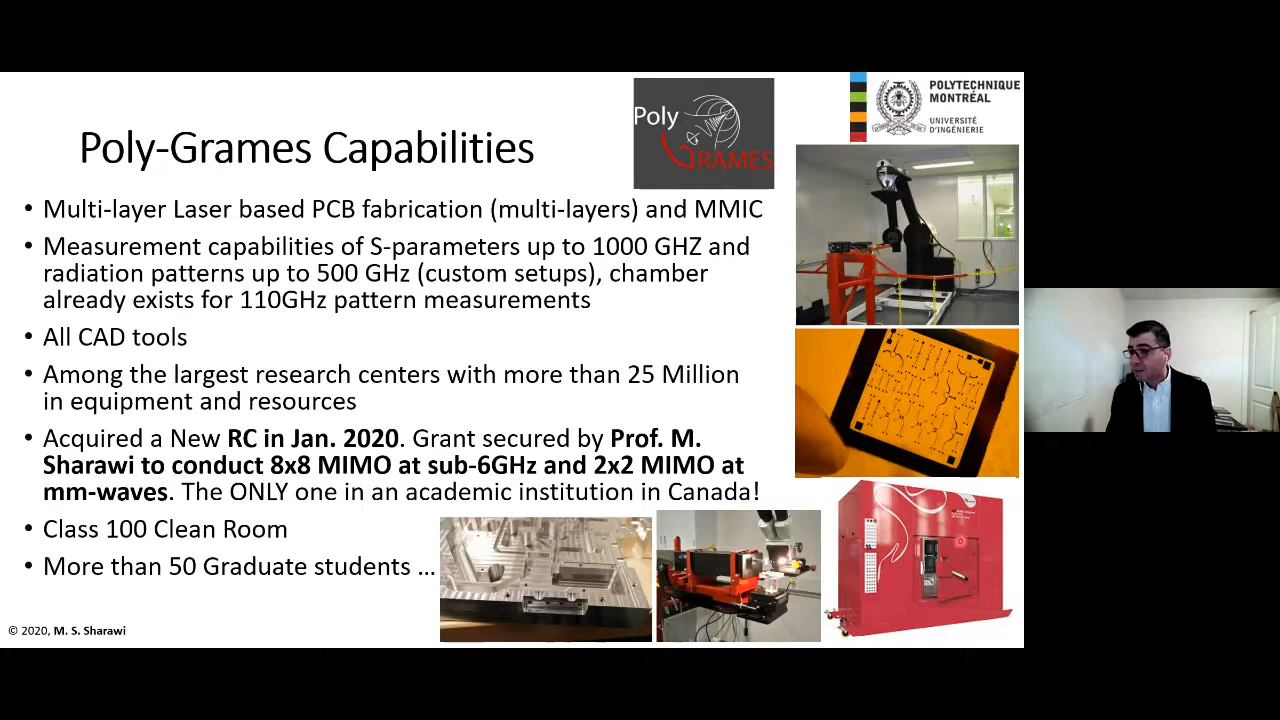 Poly-Grames Capabilities
Poly
GRAMES
POLYTECHNIQUE
MONTRÉAL
UNIVERSITÉ
D'INGÉNIERIE
• Multi-layer Laser based PCB fabrication (multi-layers) and MMIC
• Measurement capabilities of S-parameters up to 1000 GHZ and
radiation patterns up to 500 GHz (custom setups), chamber
already exists for 110GHz pattern measurements
• All CAD tools
• Among the largest research centers with more than 25 Million
in equipment and resources
• Acquired a New RC in Jan. 2020. Grant secured by Prof. M.
Sharawi to conduct 8x8 MIMO at sub-6GHz and 2x2 MIMO at
mm-waves. The ONLY one in an academic institution in Canada!
• Class 100 Clean Room
• More than 50 Graduate students ...
© 2020, M. S. Sharawi